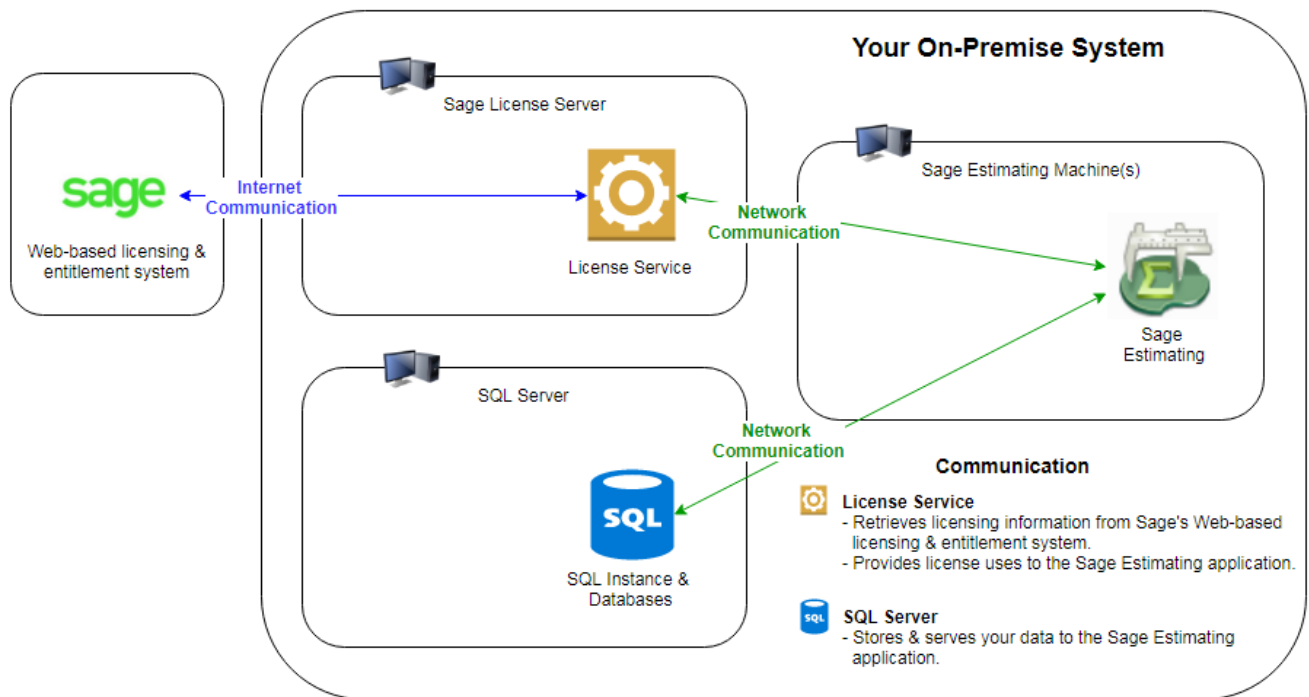 Your On-Premise System
Sage License Server
Sage Estimating Machine(s)
sage
Internet
Communication
Web-based licensing &
entitlement system
License Service
Network
Communication
Sage
Estimating
SQL Server
Network
Communication
SQL
SQL Instance &
Databases
Communication
License Service
- Retrieves licensing information from Sage's Web-based
licensing & entitlement system.
- Provides license uses to the Sage Estimating application.
SQL
SQL Server
- Stores & serves your data to the Sage Estimating
application.